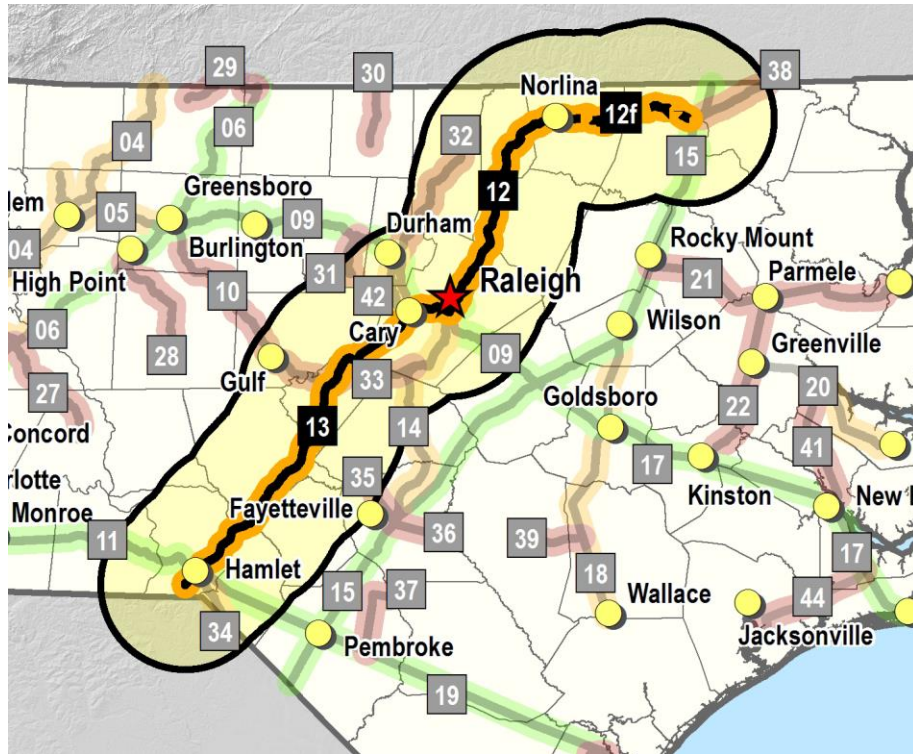 29
30
38
04
06
Norlina
12f
32
15
12
lem
05
Greensboro
09
Durham
Burlington
Rocky Mount
04
High Point
31
10
42
Raleigh
21
Parmele
Cary
Wilson
06
28
Gulf
33
09
Greenville
27
Goldsboro
20
13
14
22
Concord
41
rlotte
35
17
Kinston
New
Monroe
Fayetteville
11
36
39
17
Hamlet
15
37
18
Wallace
44
34
Pembroke
Jacksonville
19